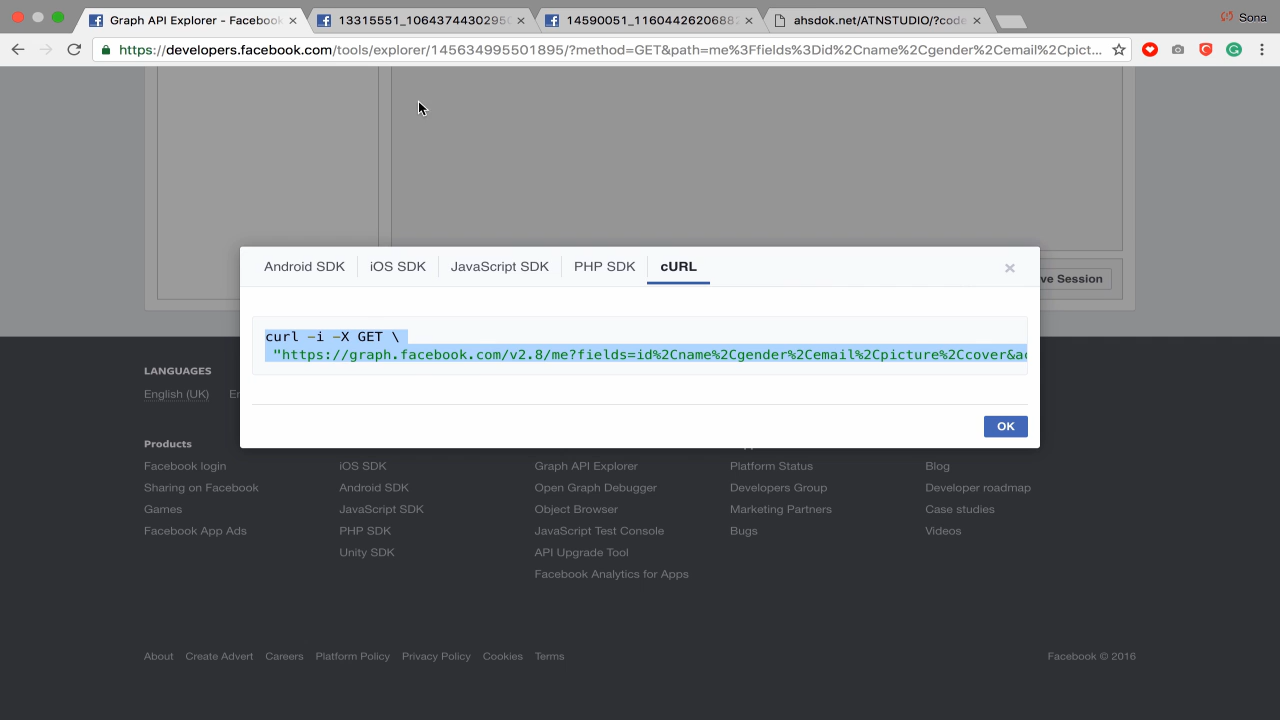 Graph API Explorer - Facebook
13315551_10643744302950
14590051_1160442620688
ahsdok.net/ATNSTUDIO/?code
Sona
https://developers.facebook.com/tools/explorer/145634995501895/?method=GET&path=me%3Ffields%3Did%2Cname%2Cgender%2Cemail%2Cpict...
Android SDK
iOS SDK
JavaScript SDK
PHP SDK
cURL
ve Session
curl -i -X GET \
"https://graph.facebook.com/v2.8/me?fields=id%2Cname%2Cgender%2Cemail%2Cpicture%2Ccover&ac
OK
LANGUAGES
English (UK)
Products
Facebook login
Sharing on Facebook
Games
Facebook App Ads
iOS SDK
Android SDK
JavaScript SDK
PHP SDK
Unity SDK
Graph API Explorer
Open Graph Debugger
Object Browser
JavaScript Test Console
API Upgrade Tool
Facebook Analytics for Apps
Platform Status
Developers Group
Marketing Partners
Bugs
Blog
Developer roadmap
Case studies
Videos
About Create Advert Careers Platform Policy Privacy Policy Cookies Terms
Facebook © 2016